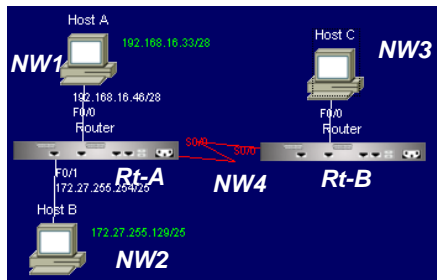 Host A
192.168.16.33/28
NW1
192.168.16.46/28
F0/0
Router
Host C
NW3
F0/0
Router
S0/0
S0/0
Rt-A
NW4
Rt-B
F0/1
172.27.255.254/25
Host B
172.27.255.129/25
NW2